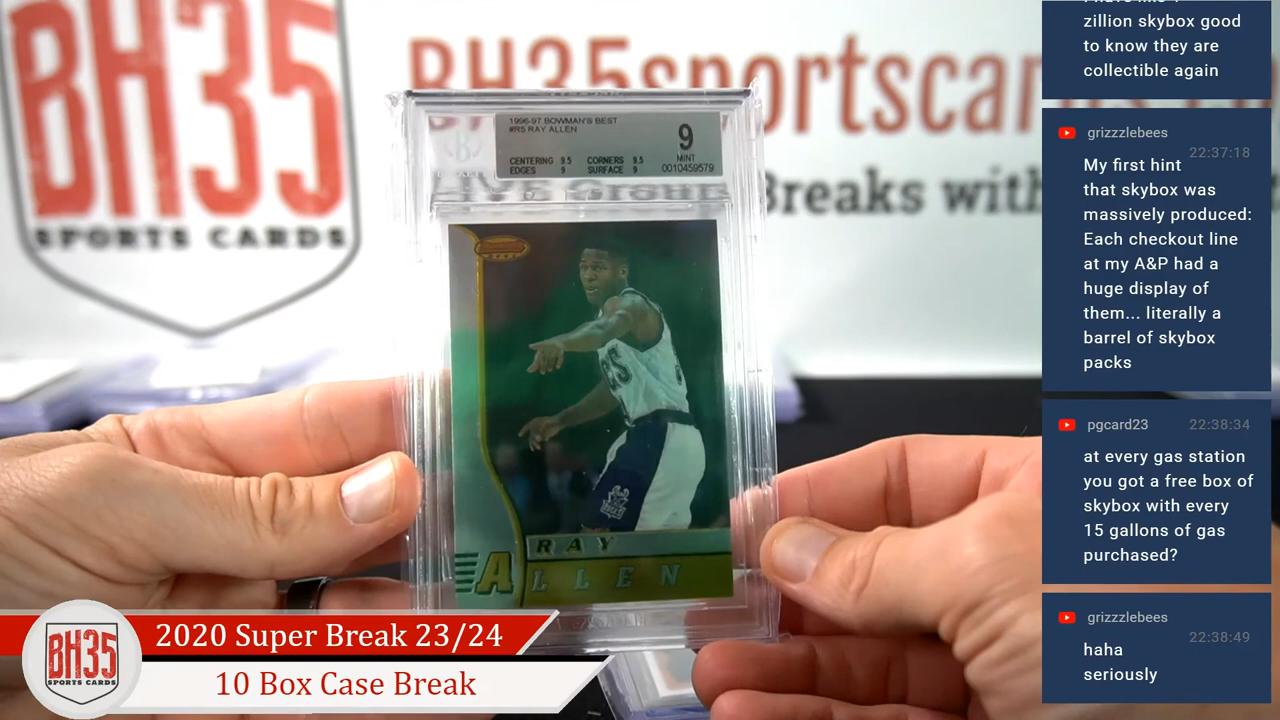 BH35
SPORTS CARDS
BH35sportscar
Breaks with
1996-97 BOWMAN'S BEST
#R5 RAY ALLEN
CENTERING 9.5 CORNERS 9.5
EDGES 9 SURFACE 9
9
MINT
0010459579
RAY
ALLEN
BH35
SPORTS CARDS
2020 Super Break 23/24
10 Box Case Break
zillion skybox good
to know they are
collectible again
grizzzlebees
22:37:18
My first hint
that skybox was
massively produced:
Each checkout line
at my A&P had a
huge display of
them... literally a
barrel of skybox
packs
pgcard23 22:38:34
at every gas station
you got a free box of
skybox with every
15 gallons of gas
purchased?
grizzzlebees
22:38:49
haha
seriously